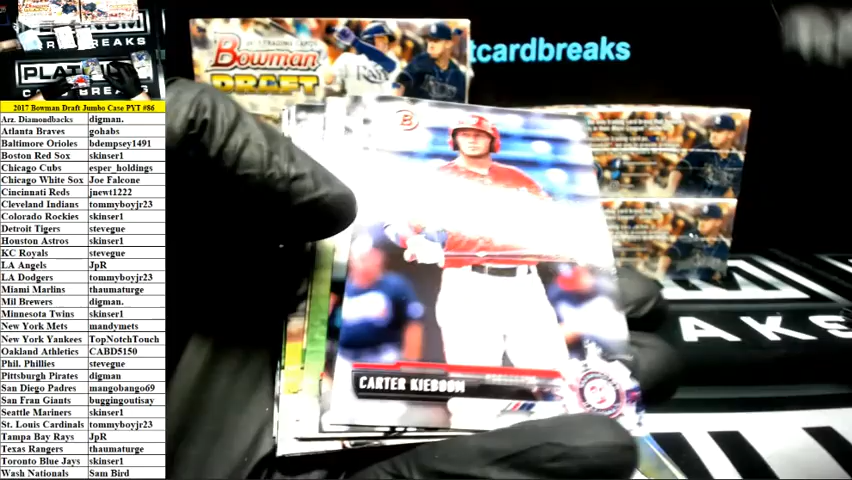 PLATINUM
CARD BREAKS
2017 Bowman Draft Jumbo Case PYT #86
Arz. Diamondbacks digman.
Atlanta Braves gohabs
Baltimore Orioles bdempsey1491
Boston Red Sox skinser1
Chicago Cubs esper_holdings
Chicago White Sox Joe Falcone
Cincinnati Reds jnewt1222
Cleveland Indians tommyboyjr23
Colorado Rockies skinser1
Detroit Tigers stevegue
Houston Astros skinser1
KC Royals stevegue
LA Angels JpR
LA Dodgers tommyboyjr23
Miami Marlins thaumaturge
Mil Brewers digman.
Minnesota Twins skinser1
New York Mets mandymets
New York Yankees TopNotchTouch
Oakland Athletics CABD5150
Phil. Phillies stevegue
Pittsburgh Pirates digman
San Diego Padres mangobango69
San Fran Giants buggingoutisay
Seattle Mariners skinser1
St. Louis Cardinals tommyboyjr23
Tampa Bay Rays JpR
Texas Rangers thaumaturge
Toronto Blue Jays skinser1
Wash Nationals Sam Bird
Bowman
DRAFT
tcardbreaks
B
CARTER KIEBOOM
AKS